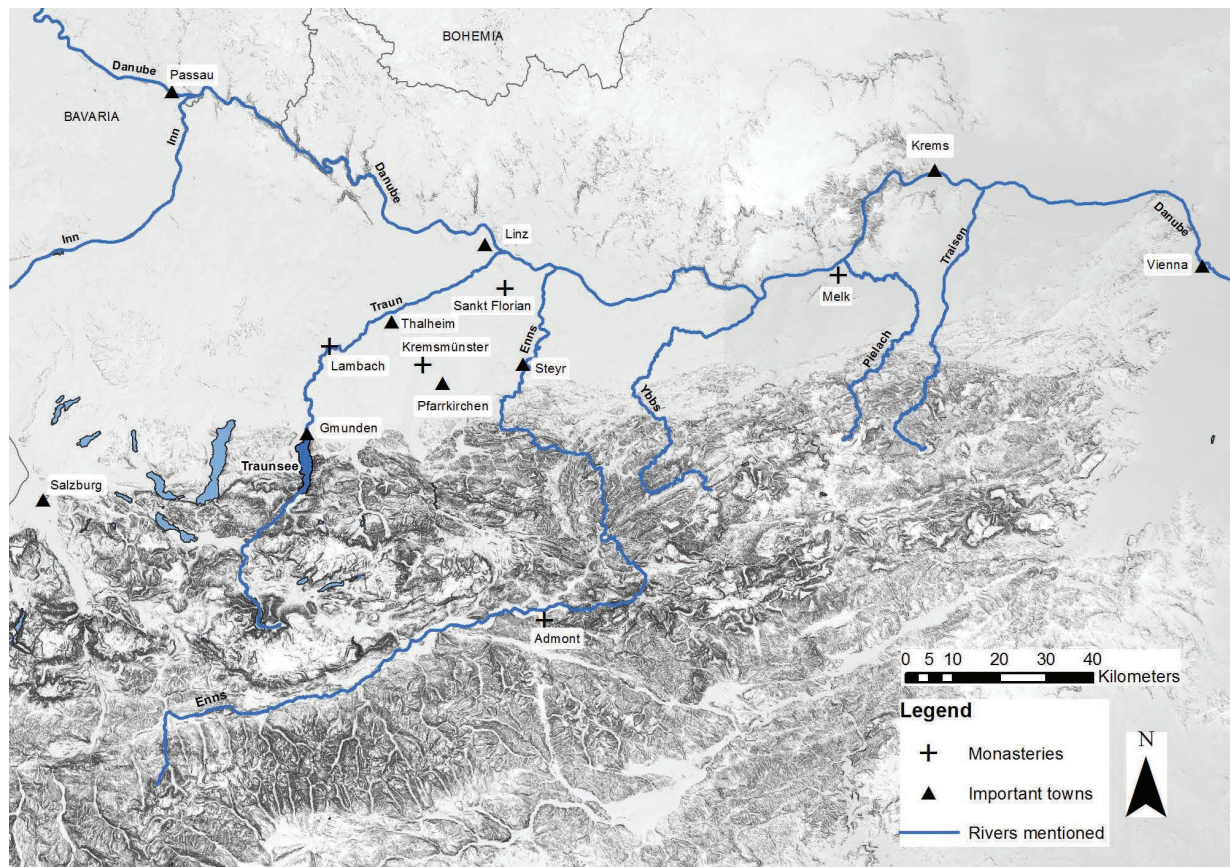 BOHEMIA
Danube
Passau
BAVARIA
Inn
Krems
Danube
Inn
Linz
Traisen
Danube
Vienna
Melk
Sankt Florian
Traun
Thalheim
Enns
Kremsmünster
Lambach
Steyr
Pielach
Ybbs
Pfarrkirchen
Gmunden
Traunsee
Salzburg
Admont
Enns
0 5 10 20 30 40
Kilometers
Legend
Monasteries
Important towns
Rivers mentioned
N